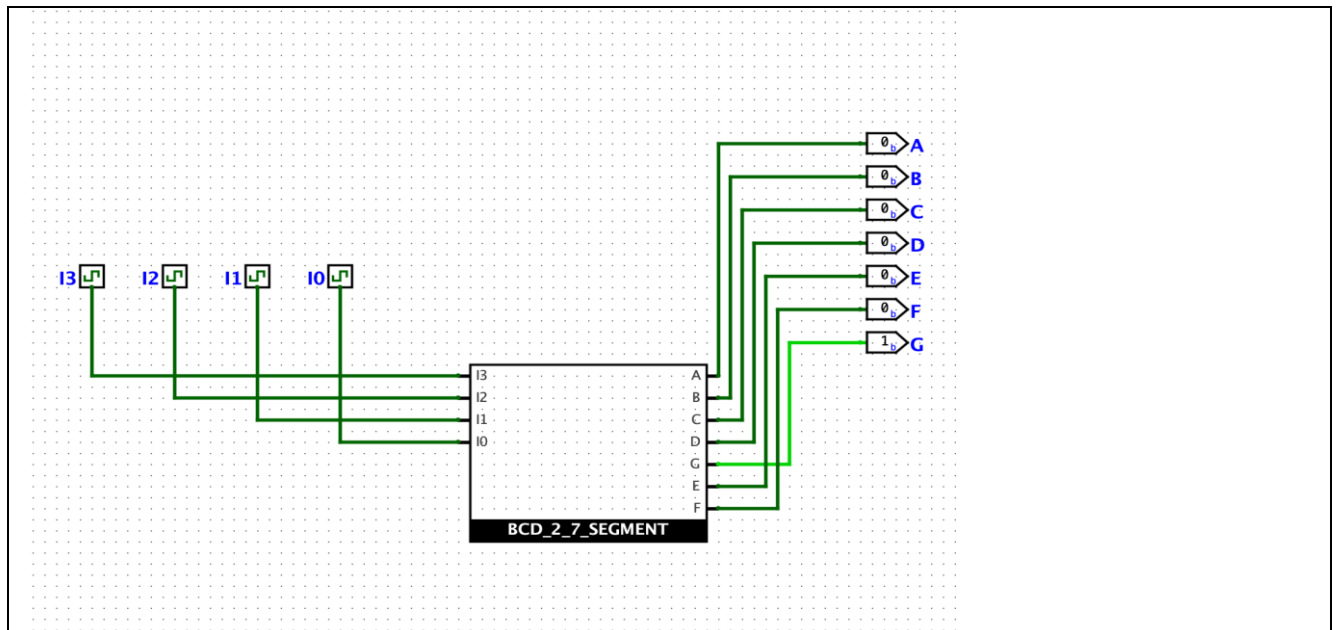 0b A
0b B
0b C
0b D
I3 I2 I1 I0
0b E
0b F
1b G
I3 A
I2 B
I1 C
I0 D
G
E
F
BCD_2_7_SEGMENT